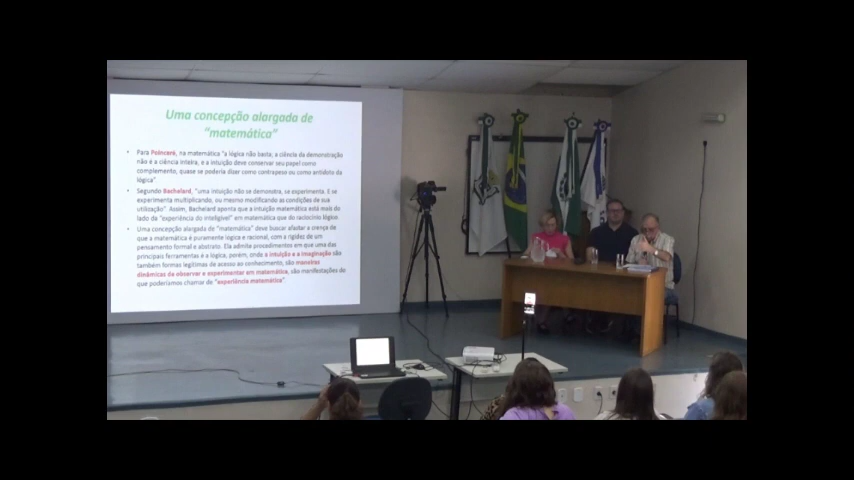 Uma concepção alargada de
"matemática"
• Para Poincarè, na matemática "a lógica não basta; a ciência da demonstração
não é a ciência inteira, e a intuição deve conservar seu papel como
complemento, quase se poderia dizer como contrapeso ou como antídoto da
lógica".
• Segundo Bachelard, "uma intuição não se demonstra, se experimenta. E se
experimenta multiplicando, ou mesmo modificando as condições de sua
utilização". Assim, Bachelard aponta que a intuição matemática está mais do
lado da "experiência do inteligível" em matemática que do raciocínio lógico.
• Uma concepção alargada de "matemática" deve buscar afastar a crença de
que a matemática é puramente lógica e racional, com a rigidez de um
pensamento formal e abstrato. Ela admite procedimentos em que uma das
principais ferramentas é a lógica, porém, onde a intuição e a imaginação são
também formas legítimas de acesso ao conhecimento, são maneiras
dinâmicas de observar e experimentar em matemática, são manifestações do
que poderíamos chamar de "experiência matemática".